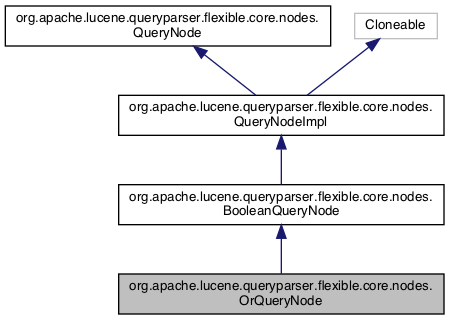 org.apache.lucene.queryparser.flexible.core.nodes.
QueryNode
Cloneable
org.apache.lucene.queryparser.flexible.core.nodes.
QueryNodeImpl
org.apache.lucene.queryparser.flexible.core.nodes.
BooleanQueryNode
org.apache.lucene.queryparser.flexible.core.nodes.
OrQueryNode